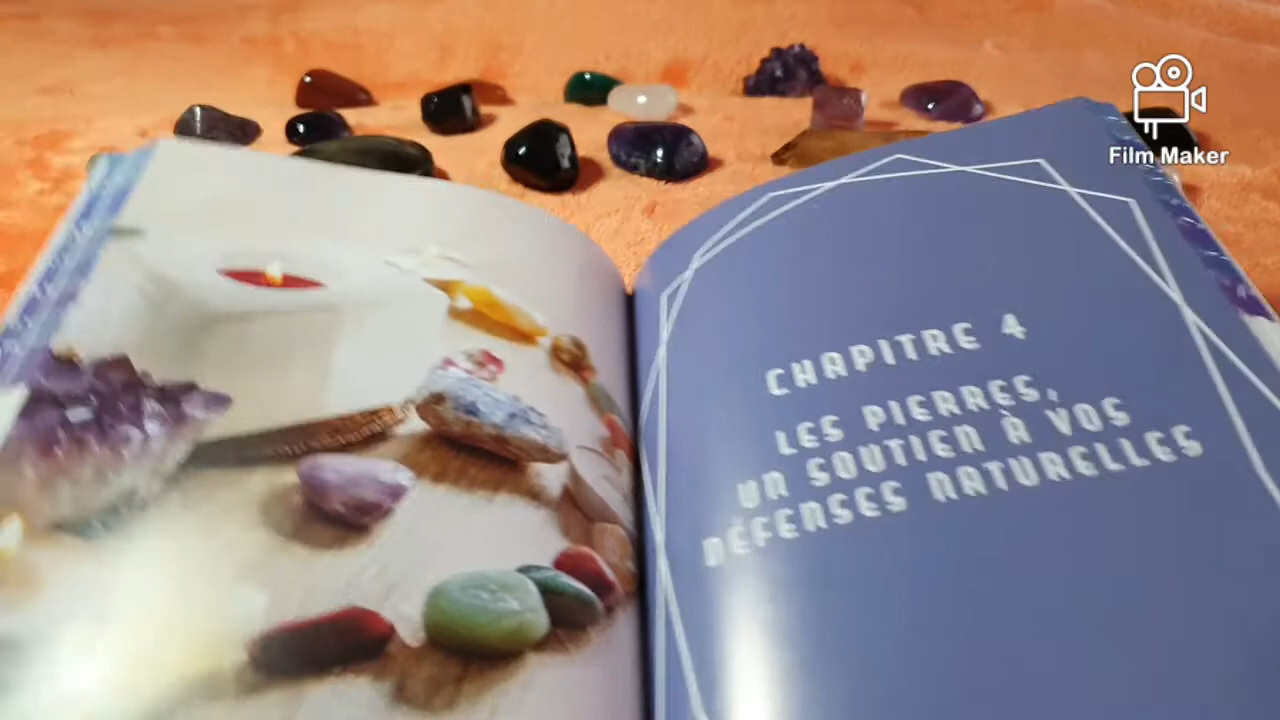 Film Maker
CHAPITRE 4
LES PIERRES,
UN SOUTIEN À VOS
DÉFENSES NATURELLES